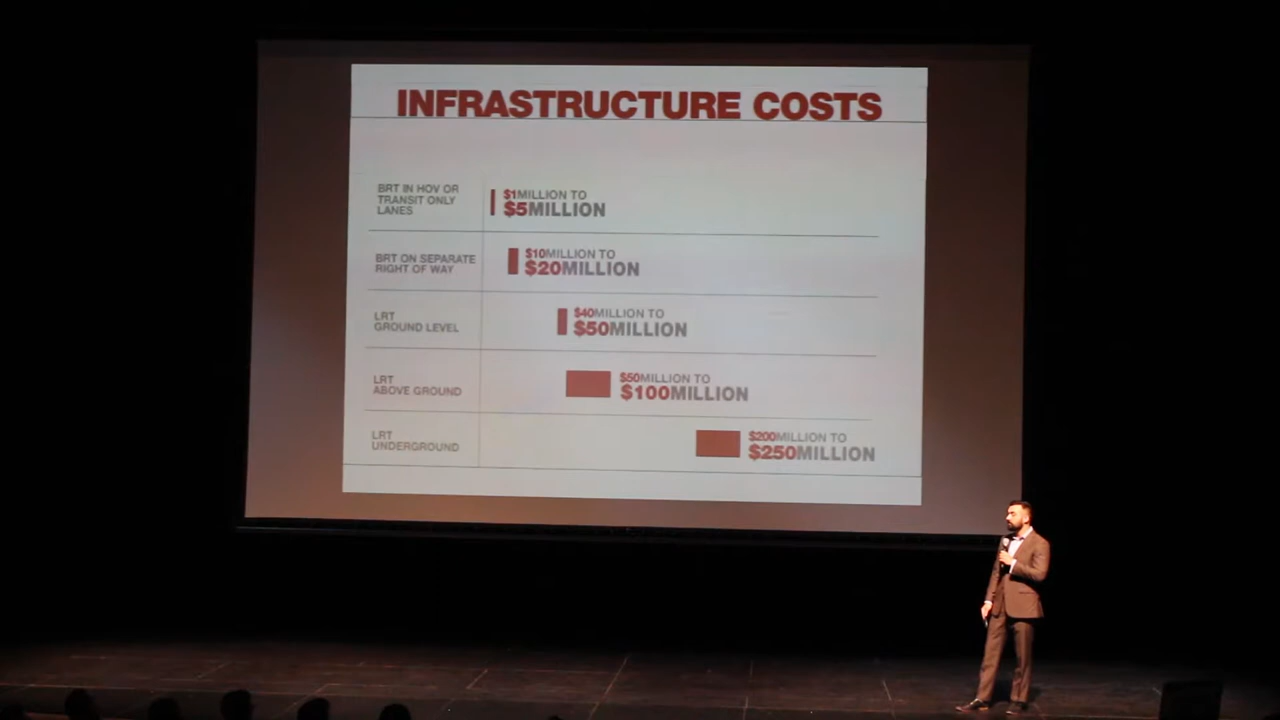 INFRASTRUCTURE COSTS
BRT IN HOV OR
TRANSIT ONLY
LANES
$1MILLION TO
$5MILLION
BRT ON SEPARATE
RIGHT OF WAY
$10MILLION TO
$20MILLION
LRT
GROUND LEVEL
$40MILLION TO
$50MILLION
LRT
ABOVE GROUND
$50MILLION TO
$100MILLION
LRT
UNDERGROUND
$200MILLION TO
$250MILLION